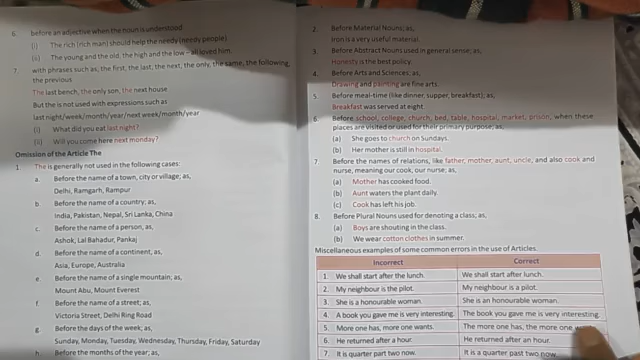 6. before an adjective when the noun is understood
(i) The rich (rich man) should help the needy (needy people)
(ii) The young and the old, the high and the low – all loved him.
7. with phrases such as, the first, the last, the next, the only, the same, the following,
the previous
The last bench, the only son, the next house
But the is not used with expressions such as
last night/week/month/year/next week/month/year
(i) What did you eat last night?
(ii) Will you come here next monday?
Omission of the Article The
1. The is generally not used in the following cases:
a. Before the name of a town, city or village; as,
Delhi, Ramgarh, Rampur
b. Before the name of a country; as,
India, Pakistan, Nepal, Sri Lanka, China
c. Before the name of a person; as,
Ashok, Lal Bahadur, Pankaj
d. Before the name of a continent; as,
Asia, Europe, Australia
e. Before the name of a single mountain; as,
Mount Abu, Mount Everest
f. Before the name of a street; as,
Victoria Street, Delhi Ring Road
g. Before the days of the week; as,
Sunday, Monday, Tuesday, Wednesday, Thursday, Friday, Saturday
h. Before the months of the year; as,
2. Before Material Nouns; as,
Iron is a very useful material.
3. Before Abstract Nouns used in general sense; as,
Honesty is the best policy.
4. Before Arts and Sciences; as,
Drawing and painting are fine arts.
5. Before meal-time (like dinner, supper, breakfast); as,
Breakfast was served at eight
6. Before school, college, church, bed, table, hospital, market, prison, when these
places are visited or used for their primary purpose; as,
(a) She goes to church on Sundays.
(b) Her mother is still in hospital.
7 Before the names of relations, like father, mother, aunt, uncle, and also cook and
nurse, meaning our cook, our nurse; as,
(a) Mother has cooked food.
(b) Aunt waters the plant daily.
(c) Cook has left his job.
8. Before Plural Nouns used for denoting a class; as,
(a) Boys are shouting in the class.
(b) We wear cotton clothes in summer.
Miscellaneous examples of some common errors in the use of Articles.
Incorrect Correct
1. We shall start after the lunch. We shall start after lunch.
2. My neighbour is the pilot. My neighbour is a pilot.
3. She is a honourable woman. She is an honourable woman.
4. A book you gave me is very interesting. The book you gave me is very interesting.
5. More one has, more one wants. The more one has, the more one
6. He returned after a hour. He returned after an hour.
7. It is quarter part two now. It is a quarter past two now.